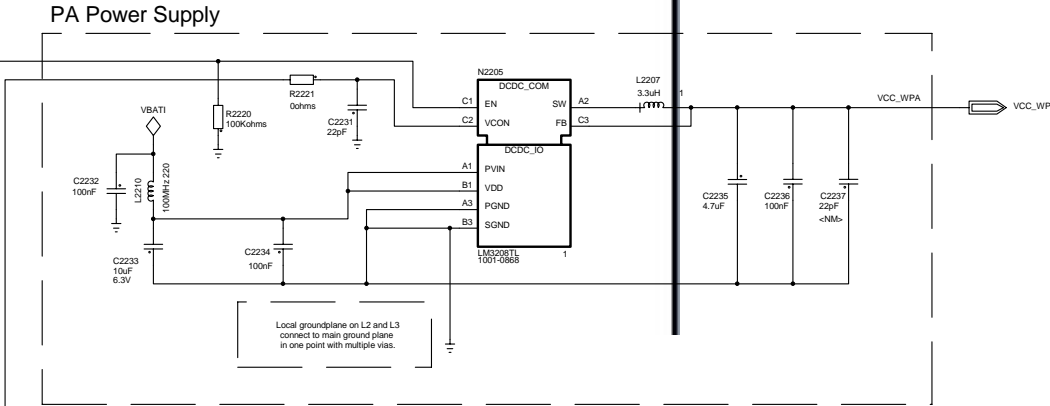 PA Power Supply
N2205
DCDC_COM
L2207
3.3uH
1
R2221
0ohms
VBATI
R2220
100Kohms
C2231
22pF
C1
EN
SW
A2
C2
VCON
FB
C3
VCC_WPA
VCC_WP
DCDC_IO
A1
PVIN
B1
VDD
A3
PGND
B3
SGND
LM3208TL
1001-0868
1
C2232
100nF
L2210
100MHz 220
C2233
10uF
6.3V
C2234
100nF
C2235
4.7uF
C2236
100nF
C2237
22pF
<NM>
Local groundplane on L2 and L3
connect to main ground plane
in one point with multiple vias.